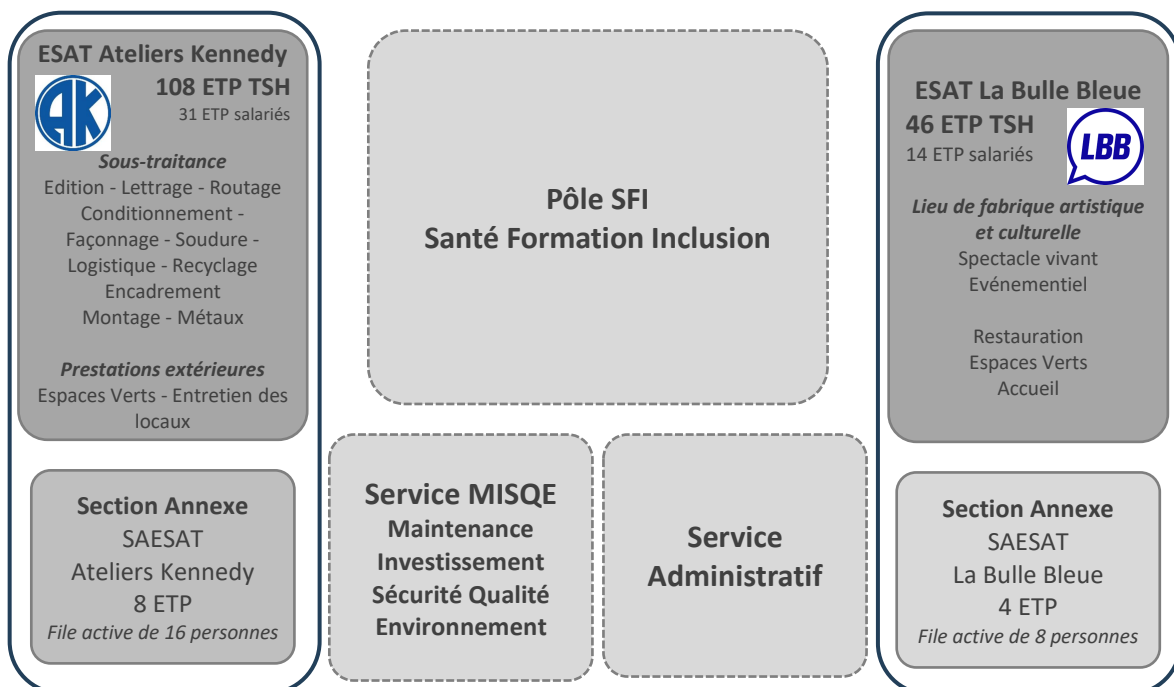 ESAT Ateliers Kennedy
108 ETP TSH
31 ETP salariés
AK
Sous-traitance
Edition - Lettrage - Routage
Conditionnement -
Façonnage - Soudure -
Logistique - Recyclage
Encadrement
Montage - Métaux
Prestations extérieures
Espaces Verts - Entretien des
locaux
Section Annexe
SAESAT
Ateliers Kennedy
8 ETP
File active de 16 personnes
Pôle SFI
Santé Formation Inclusion
Service MISQE
Maintenance
Investissement
Sécurité Qualité
Environnement
Service
Administratif
ESAT La Bulle Bleue
46 ETP TSH
14 ETP salariés
LBB
Lieu de fabrique artistique
et culturelle
Spectacle vivant
Evénementiel
Restauration
Espaces Verts
Accueil
Section Annexe
SAESAT
La Bulle Bleue
4 ETP
File active de 8 personnes